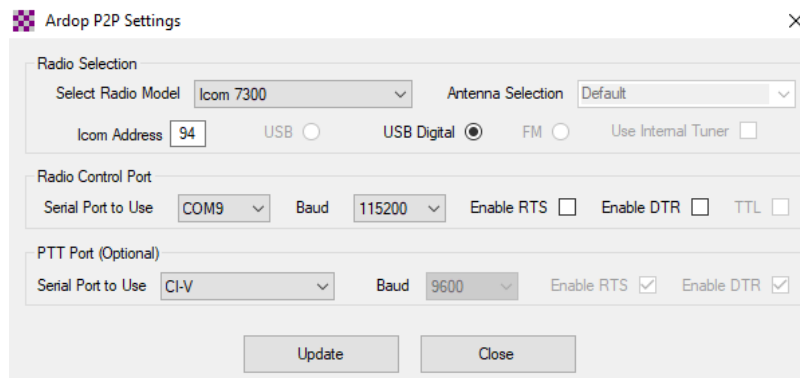 Ardop P2P Settings
Radio Selection
Select Radio Model Icom 7300 Antenna Selection Default
Icom Address 94 USB USB Digital FM Use Internal Tuner
Radio Control Port
Serial Port to Use COM9 Baud 115200 Enable RTS Enable DTR TTL
PTT Port (Optional)
Serial Port to Use CI-V Baud 9600 Enable RTS Enable DTR
Update Close